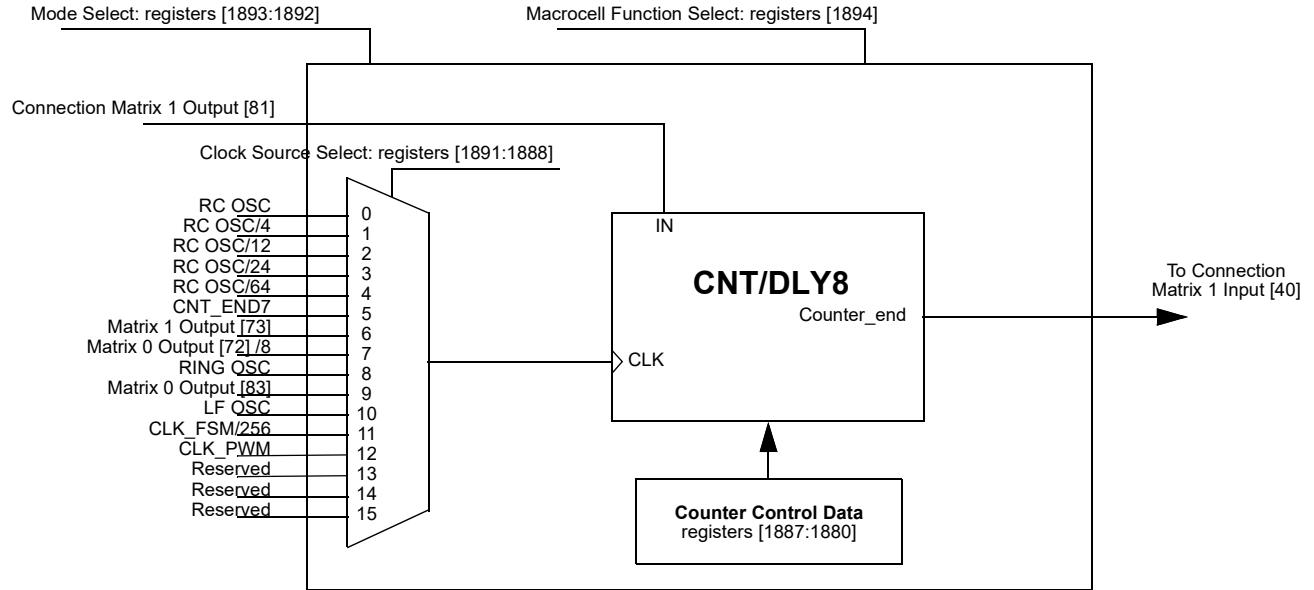 Mode Select: registers [1893:1892]
Macrocell Function Select: registers [1894]
Connection Matrix 1 Output [81]
Clock Source Select: registers [1891:1888]
RC OSC
RC OSC/4
RC OSC/12
RC OSC/24
RC OSC/64
CNT_END7
Matrix 1 Output [73]
Matrix 0 Output [72] /8
RING OSC
Matrix 0 Output [83]
LF OSC
CLK_FSM/256
CLK_PWM
Reserved
Reserved
Reserved
0
1
2
3
4
5
6
7
8
9
10
11
12
13
14
15
IN
CNT/DLY8
Counter_end
CLK
To Connection
Matrix 1 Input [40]
Counter Control Data
registers [1887:1880]